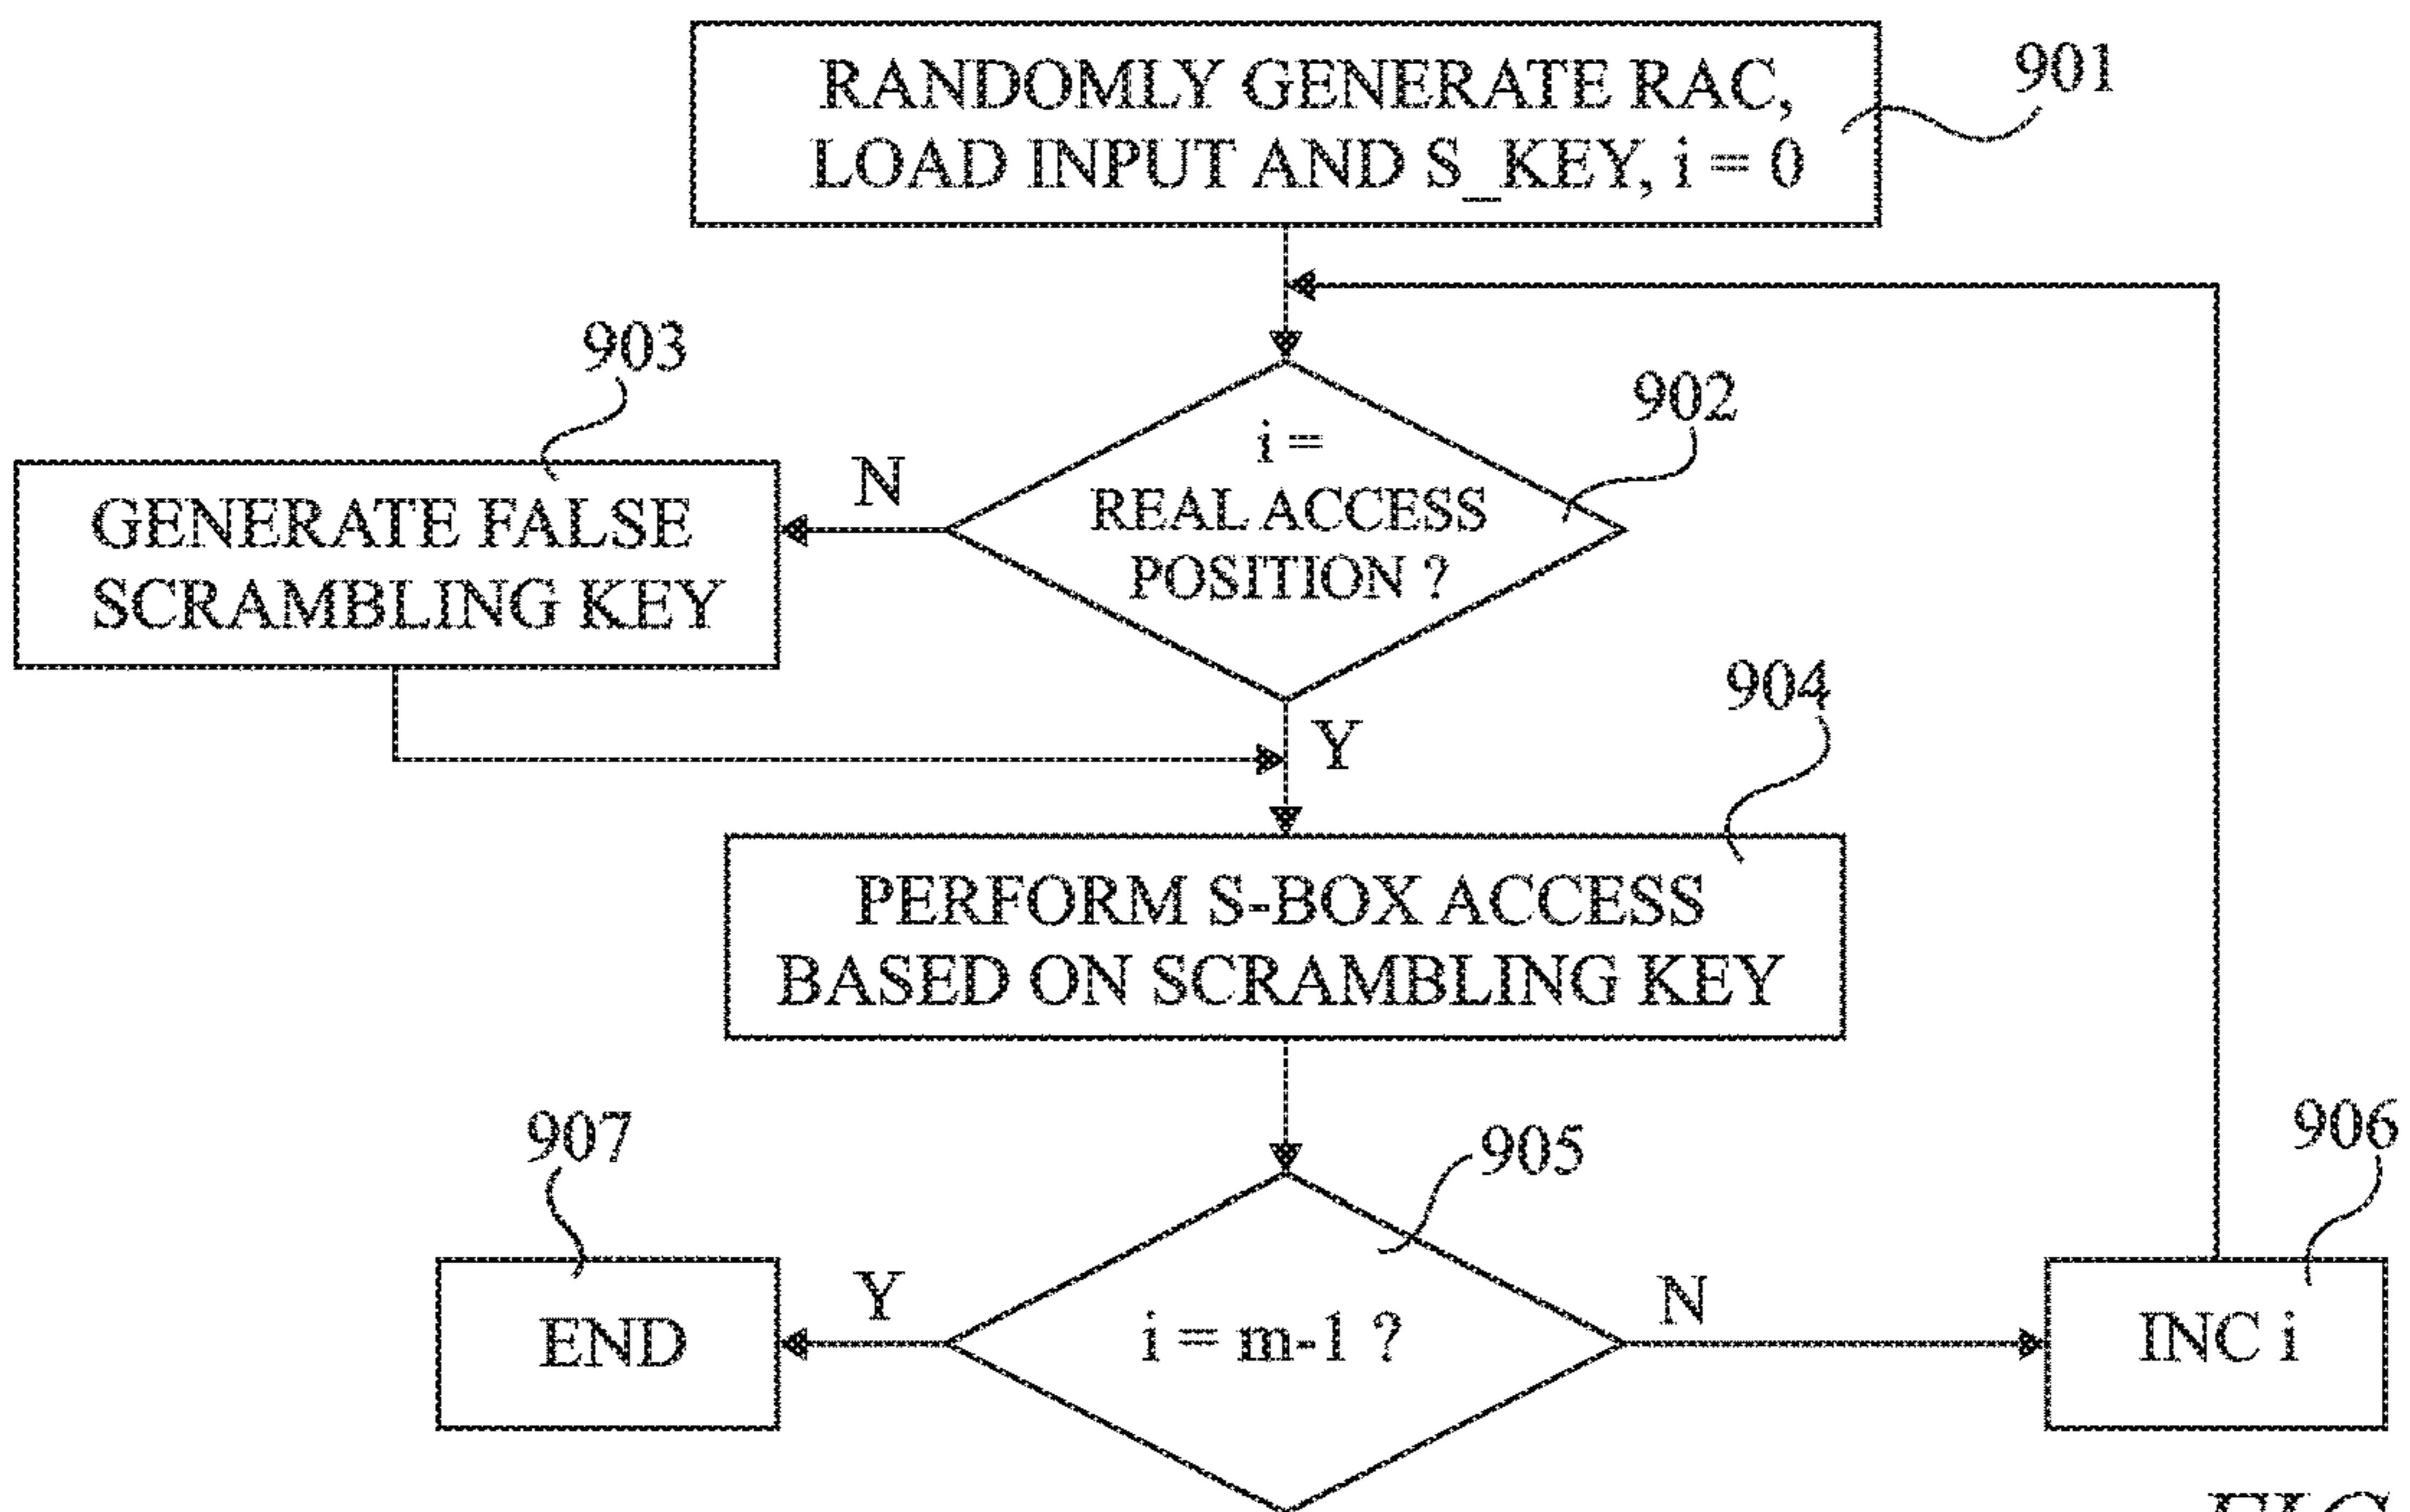 RANDOMLY GENERATE RAC,
LOAD INPUT AND S_KEY, i = 0
901
903
902
i =
REAL ACCESS
POSITION ?
N
GENERATE FALSE
SCRAMBLING KEY
Y
904
PERFORM S-BOX ACCESS
BASED ON SCRAMBLING KEY
907
905
906
END
Y
i = m-1 ?
N
INC i